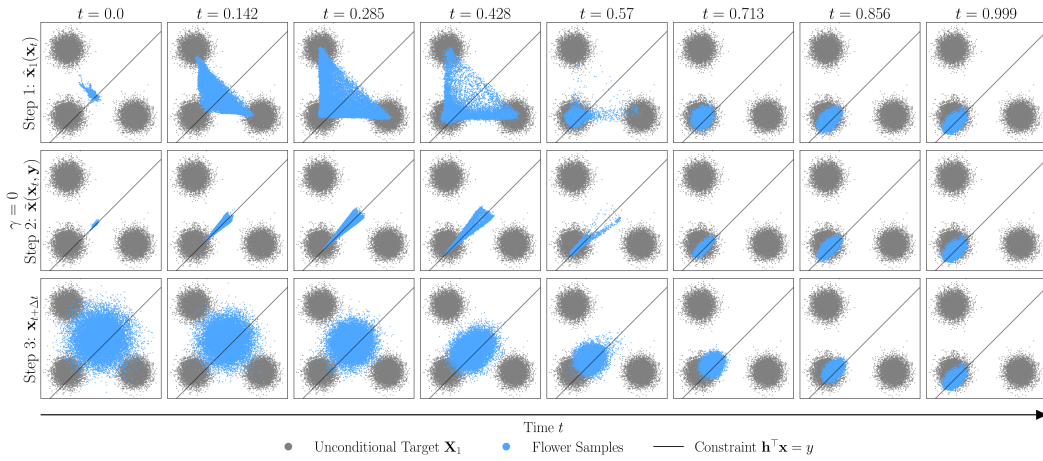 t = 0.0 t = 0.142 t = 0.285 t = 0.428 t = 0.57 t = 0.713 t = 0.856 t = 0.999
Step 1: x̂₁(xₜ)
γ = 0
Step 2: x̃(xₜ, y)
Step 3: xₜ₊Δₜ
Time t
Unconditional Target X₁ Flower Samples Constraint h⊤x = y